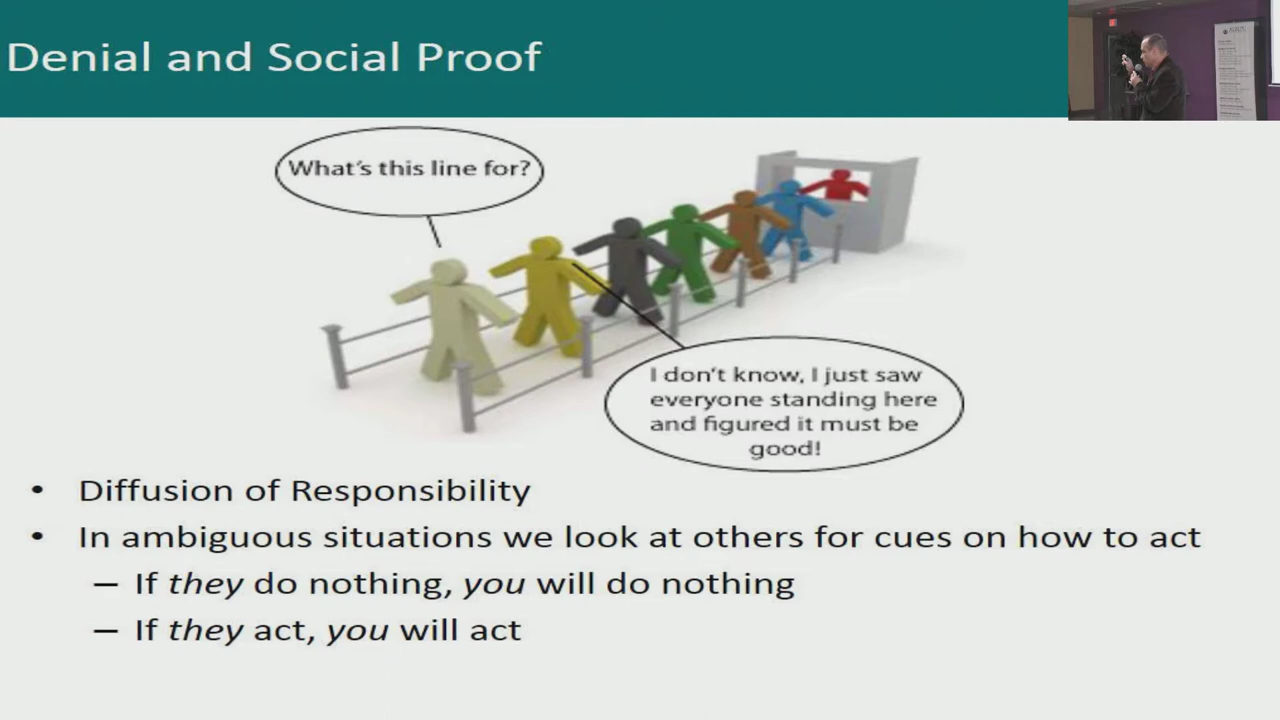 Denial and Social Proof
What's this line for?
I don't know, I just saw
everyone standing here
and figured it must be
good!
• Diffusion of Responsibility
• In ambiguous situations we look at others for cues on how to act
– If they do nothing, you will do nothing
– If they act, you will act